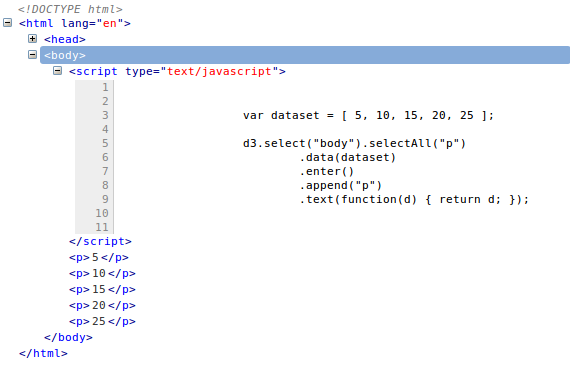 <!DOCTYPE html>
<html lang="en">
<head>
<body>
<script type="text/javascript">
1
2
3 var dataset = [ 5, 10, 15, 20, 25 ];
4
5 d3.select("body").selectAll("p")
6 .data(dataset)
7 .enter()
8 .append("p")
9 .text(function(d) { return d; });
10
11
</script>
<p>5</p>
<p>10</p>
<p>15</p>
<p>20</p>
<p>25</p>
</body>
</html>